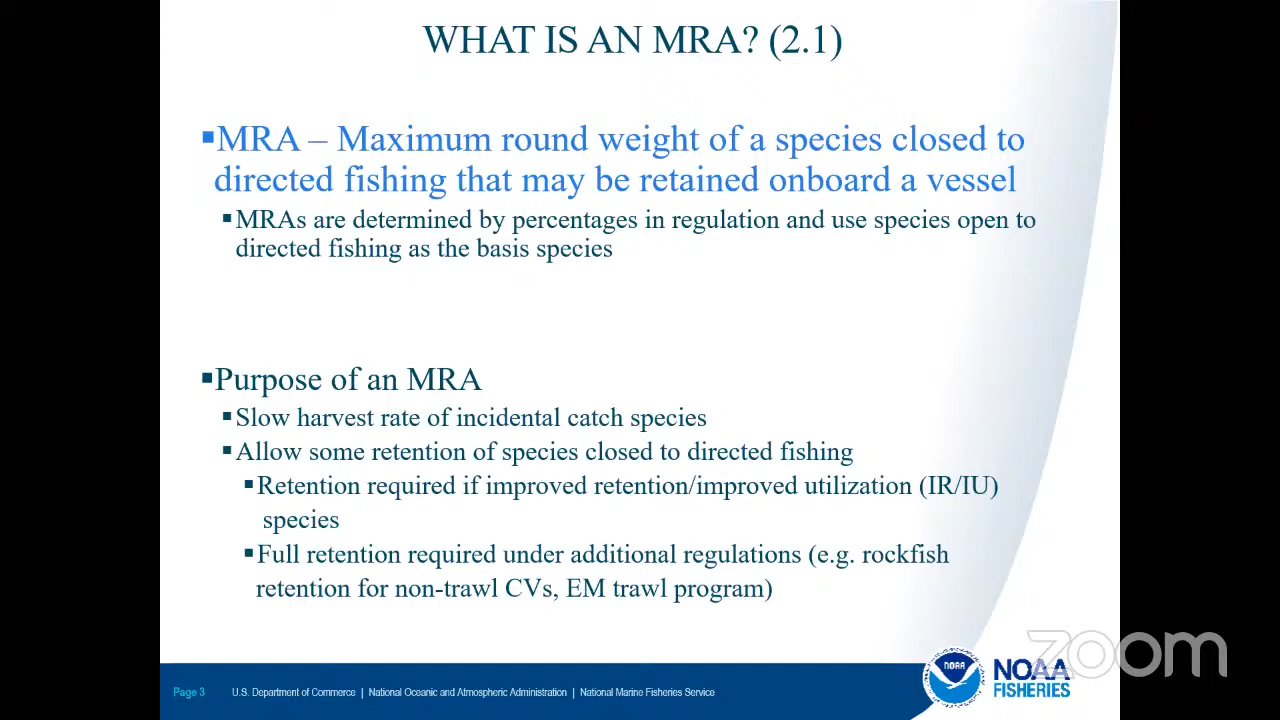 WHAT IS AN MRA? (2.1)
▪MRA – Maximum round weight of a species closed to
directed fishing that may be retained onboard a vessel
▪MRAs are determined by percentages in regulation and use species open to
directed fishing as the basis species
▪Purpose of an MRA
▪Slow harvest rate of incidental catch species
▪Allow some retention of species closed to directed fishing
▪Retention required if improved retention/improved utilization (IR/IU)
species
▪Full retention required under additional regulations (e.g. rockfish
retention for non-trawl CVs, EM trawl program)
zoom
NOAA
NOAA
FISHERIES
Page 3 U.S. Department of Commerce | National Oceanic and Atmospheric Administration | National Marine Fisheries Service